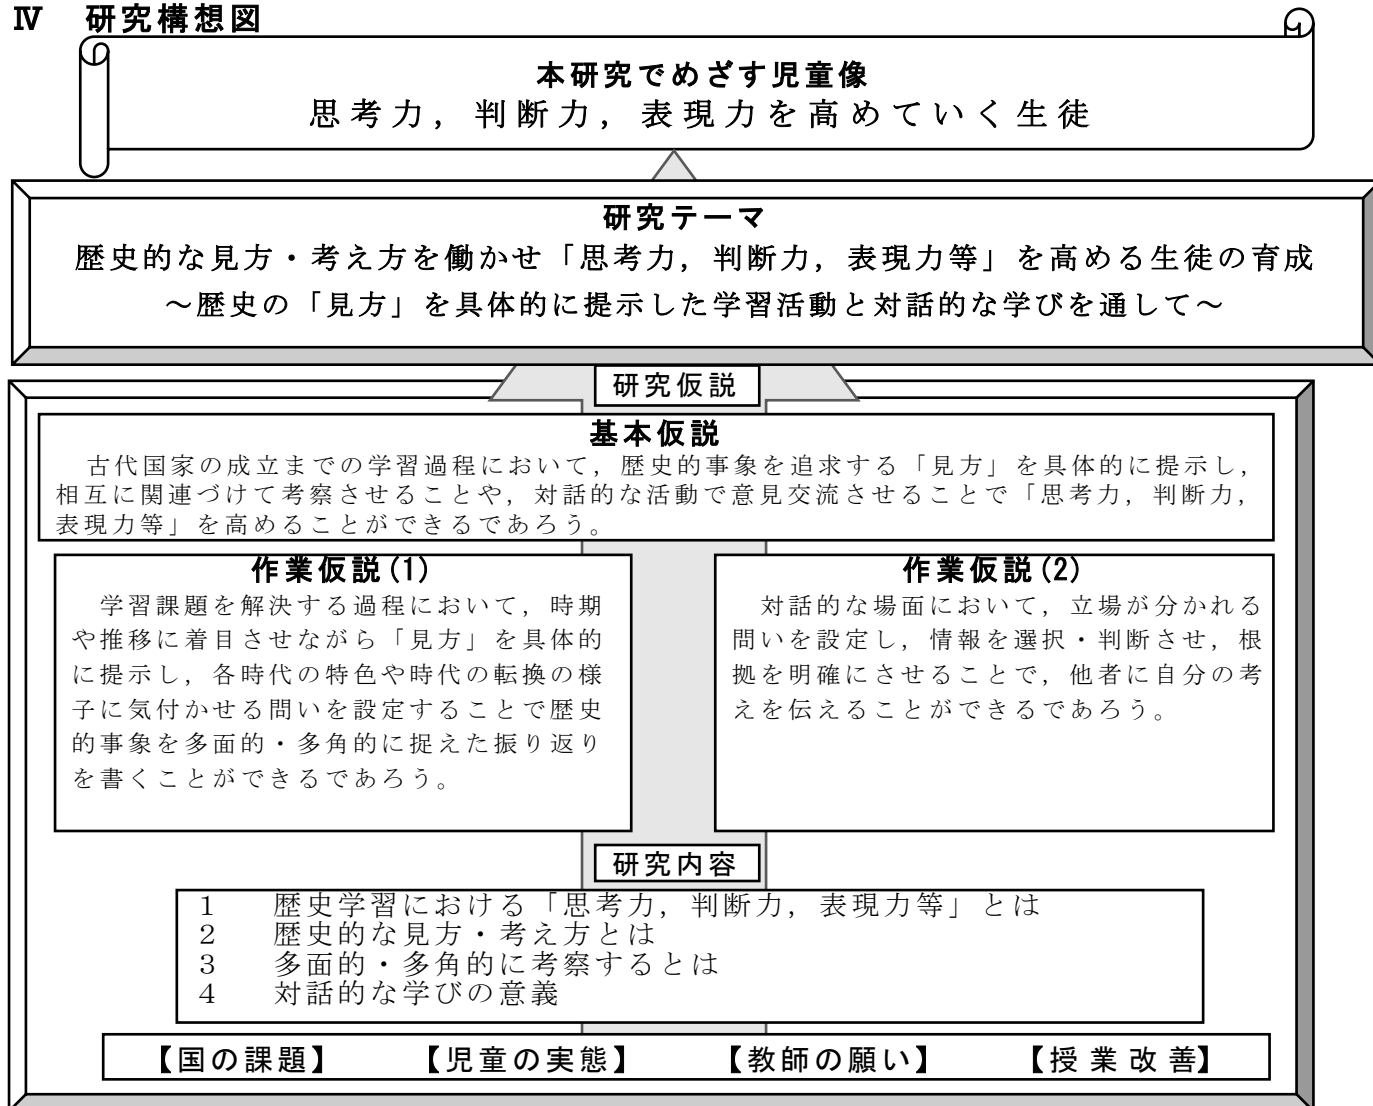 Ⅳ 研究構想図
本研究でめざす児童像
思考力，判断力，表現力を高めていく生徒
研究テーマ
歴史的な見方・考え方を働かせ「思考力，判断力，表現力等」を高める生徒の育成
～歴史の「見方」を具体的に提示した学習活動と対話的な学びを通して～
研究仮説
基本仮説
古代国家の成立までの学習過程において，歴史的事象を追求する「見方」を具体的に提示し，
相互に関連づけて考察させることや，対話的な活動で意見交流させることで「思考力，判断力，
表現力等」を高めることができるであろう。
作業仮説(1)
学習課題を解決する過程において，時期
や推移に着目させながら「見方」を具体的
に提示し，各時代の特色や時代の転換の様
子に気付かせる問いを設定することで歴史
的事象を多面的・多角的に捉えた振り返り
を書くことができるであろう。
作業仮説(2)
対話的な場面において，立場が分かれる
問いを設定し，情報を選択・判断させ，根
拠を明確にさせることで，他者に自分の考
えを伝えることができるであろう。
研究内容
１ 歴史学習における「思考力，判断力，表現力等」とは
２ 歴史的な見方・考え方とは
３ 多面的・多角的に考察するとは
４ 対話的な学びの意義
【国の課題】 【児童の実態】 【教師の願い】 【授業改善】